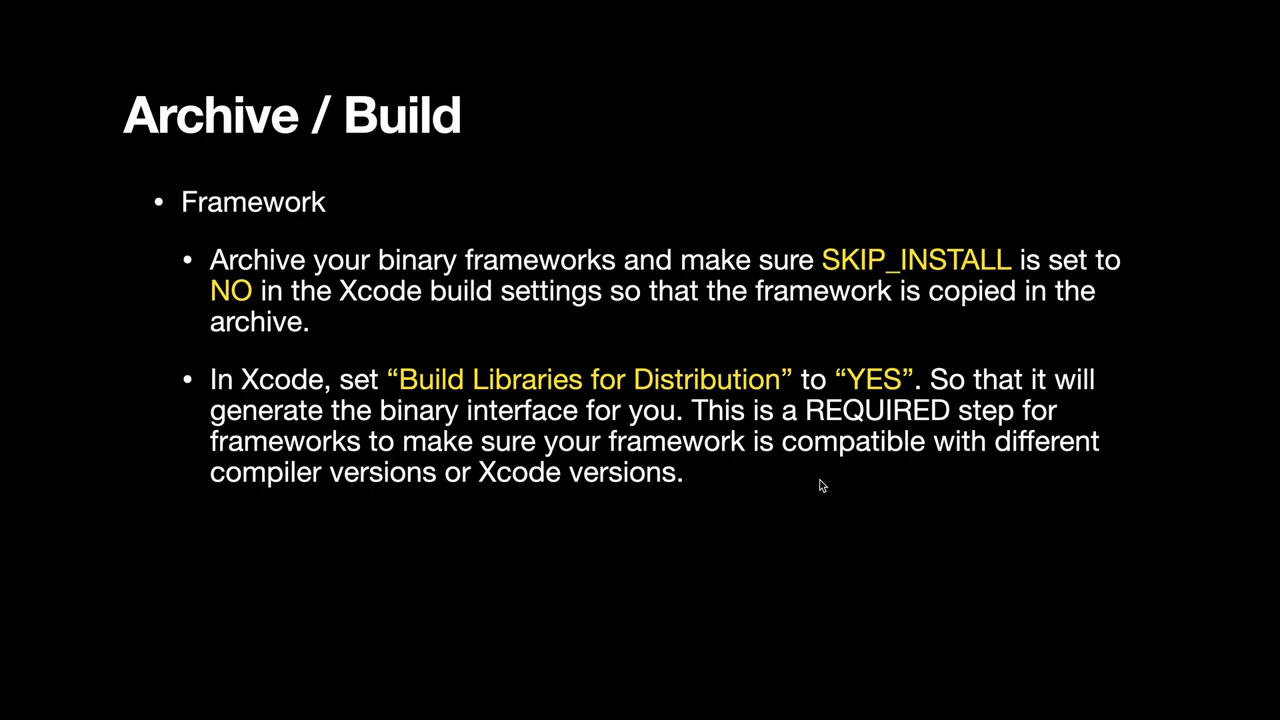 Archive / Build
• Framework
• Archive your binary frameworks and make sure SKIP_INSTALL is set to
NO in the Xcode build settings so that the framework is copied in the
archive.
• In Xcode, set “Build Libraries for Distribution” to “YES”. So that it will
generate the binary interface for you. This is a REQUIRED step for
frameworks to make sure your framework is compatible with different
compiler versions or Xcode versions.